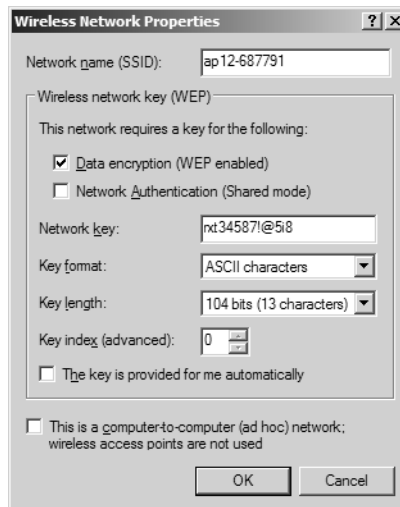 Wireless Network Properties
Network name (SSID): ap12-687791
Wireless network key (WEP)
This network requires a key for the following:
Data encryption (WEP enabled)
Network Authentication (Shared mode)
Network key: rxt34587!@5i8
Key format: ASCII characters
Key length: 104 bits (13 characters)
Key index (advanced): 0
The key is provided for me automatically
This is a computer-to-computer (ad hoc) network;
wireless access points are not used
OK Cancel